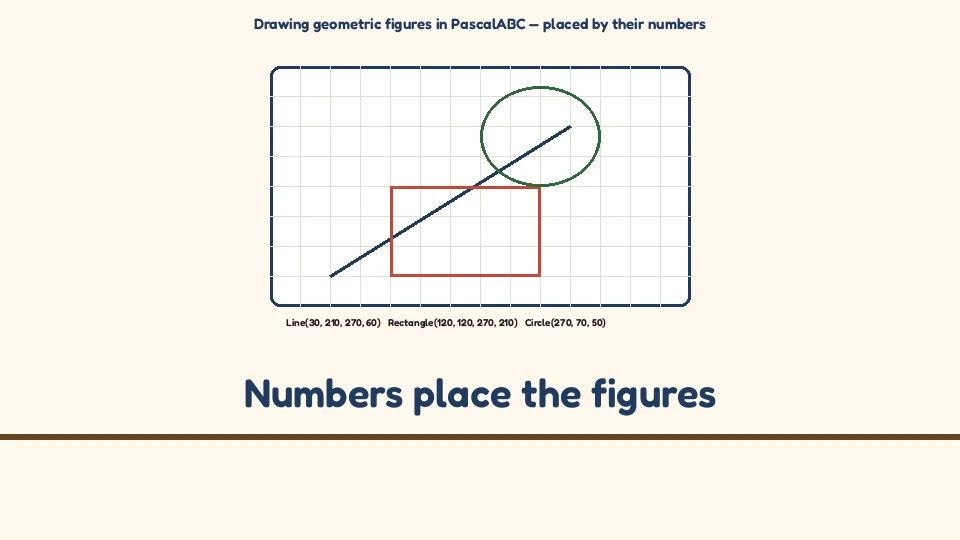 Drawing geometric figures in PascalABC — placed by their numbers
Line(30, 210, 270, 60) Rectangle(120, 120, 270, 210) Circle(270, 70, 50)
Numbers place the figures